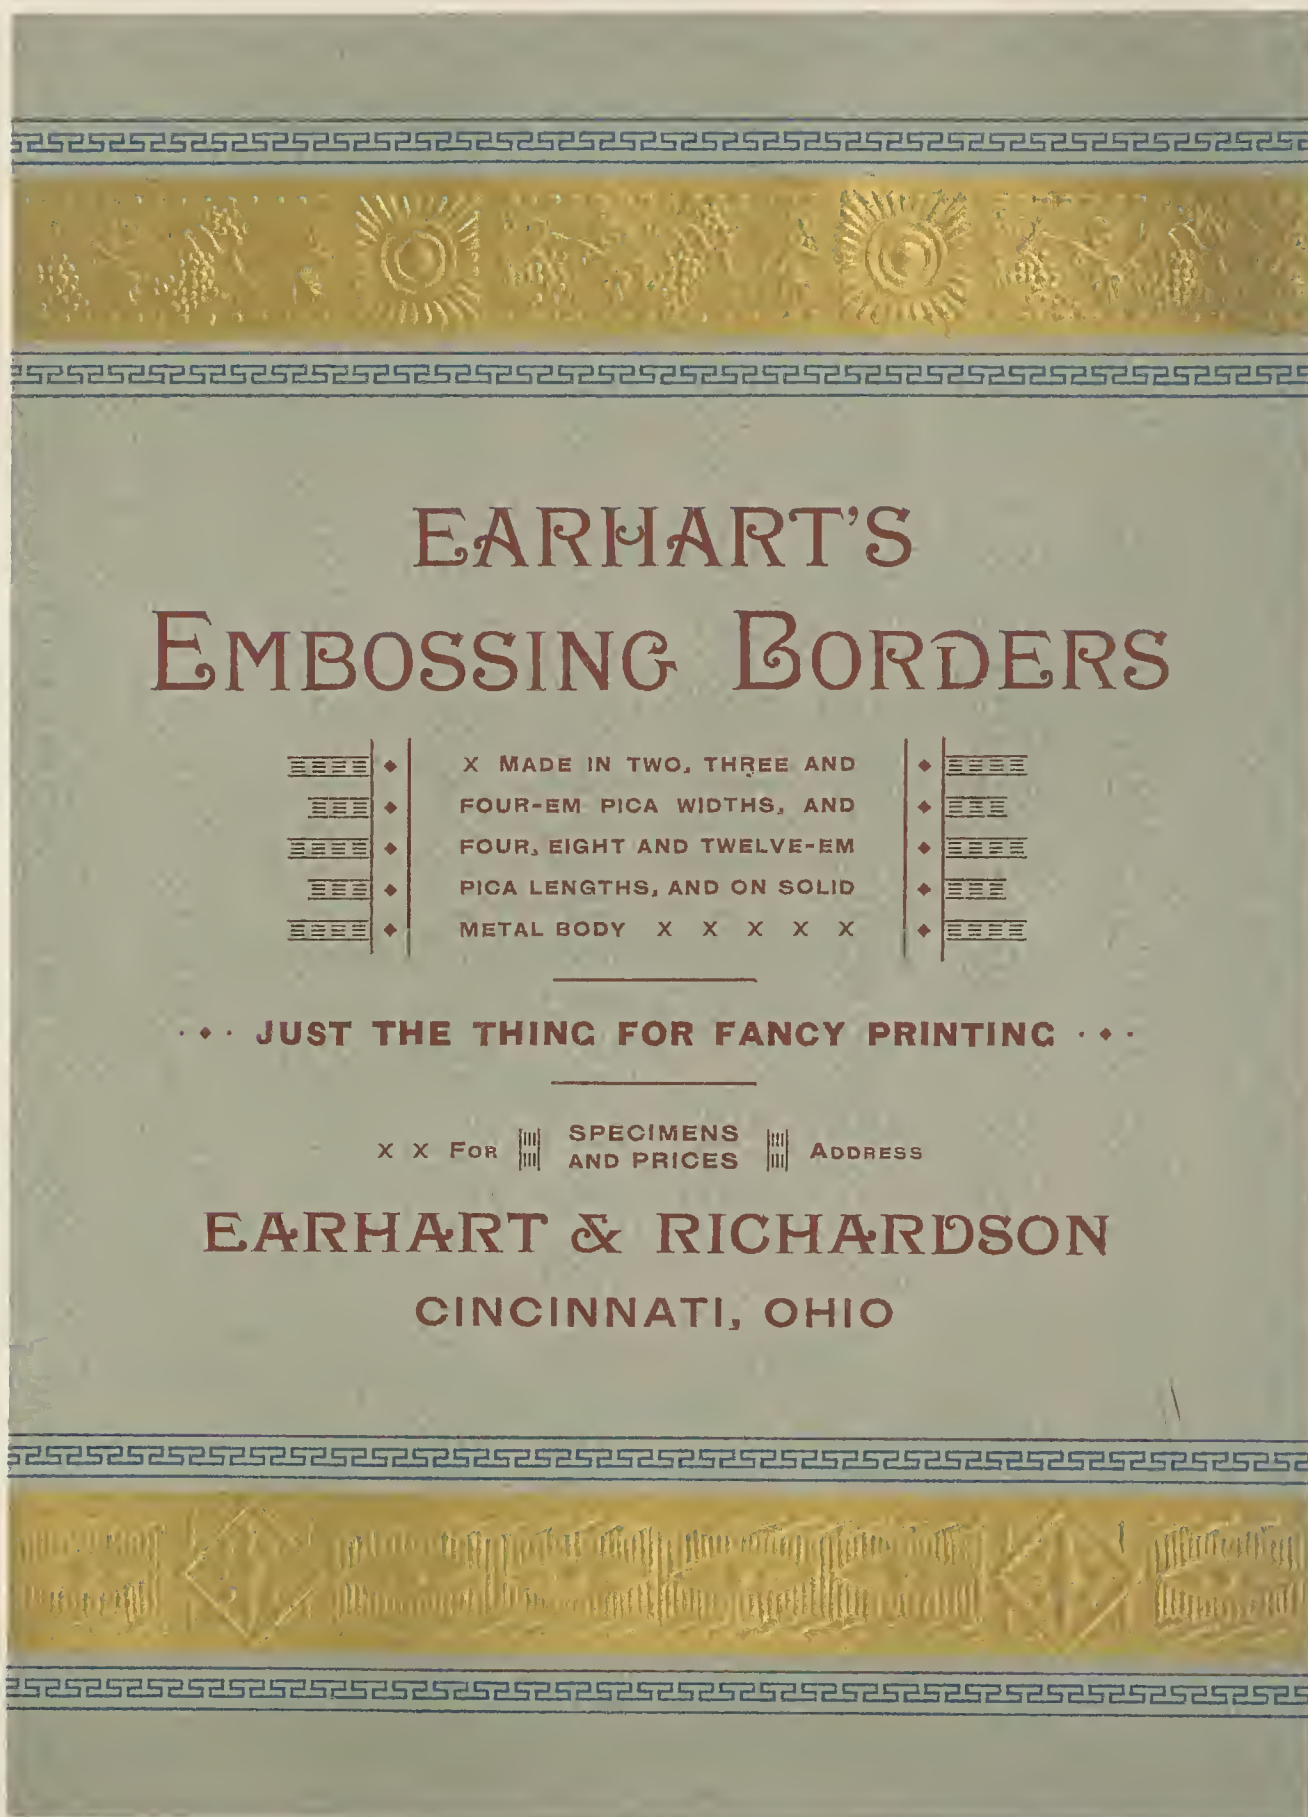 EARHART'S
EMBOSSING BORDERS
X MADE IN TWO, THREE AND
FOUR-EM PICA WIDTHS, AND
FOUR, EIGHT AND TWELVE-EM
PICA LENGTHS, AND ON SOLID
METAL BODY X X X X X
JUST THE THING FOR FANCY PRINTING
X X FOR SPECIMENS AND PRICES ADDRESS
EARHART & RICHARDSON
CINCINNATI, OHIO